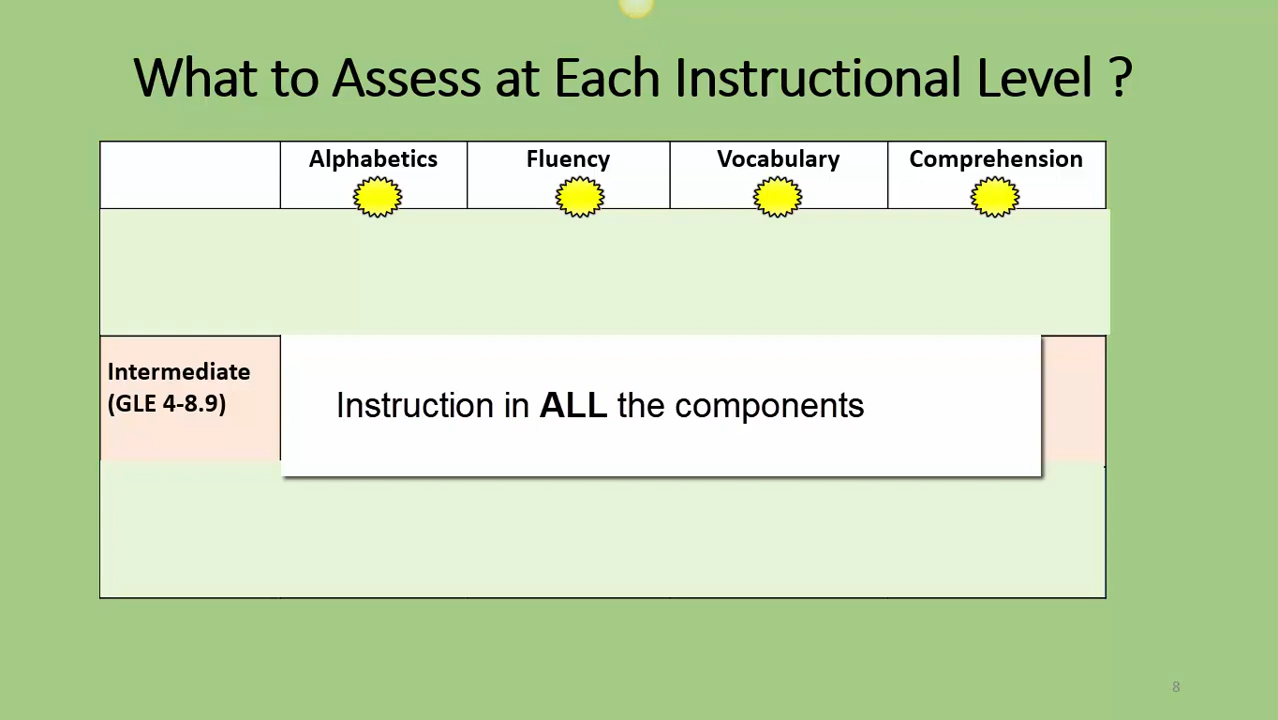 What to Assess at Each Instructional Level ?
Alphabetics Fluency Vocabulary Comprehension
Intermediate
(GLE 4-8.9)
Instruction in ALL the components
8